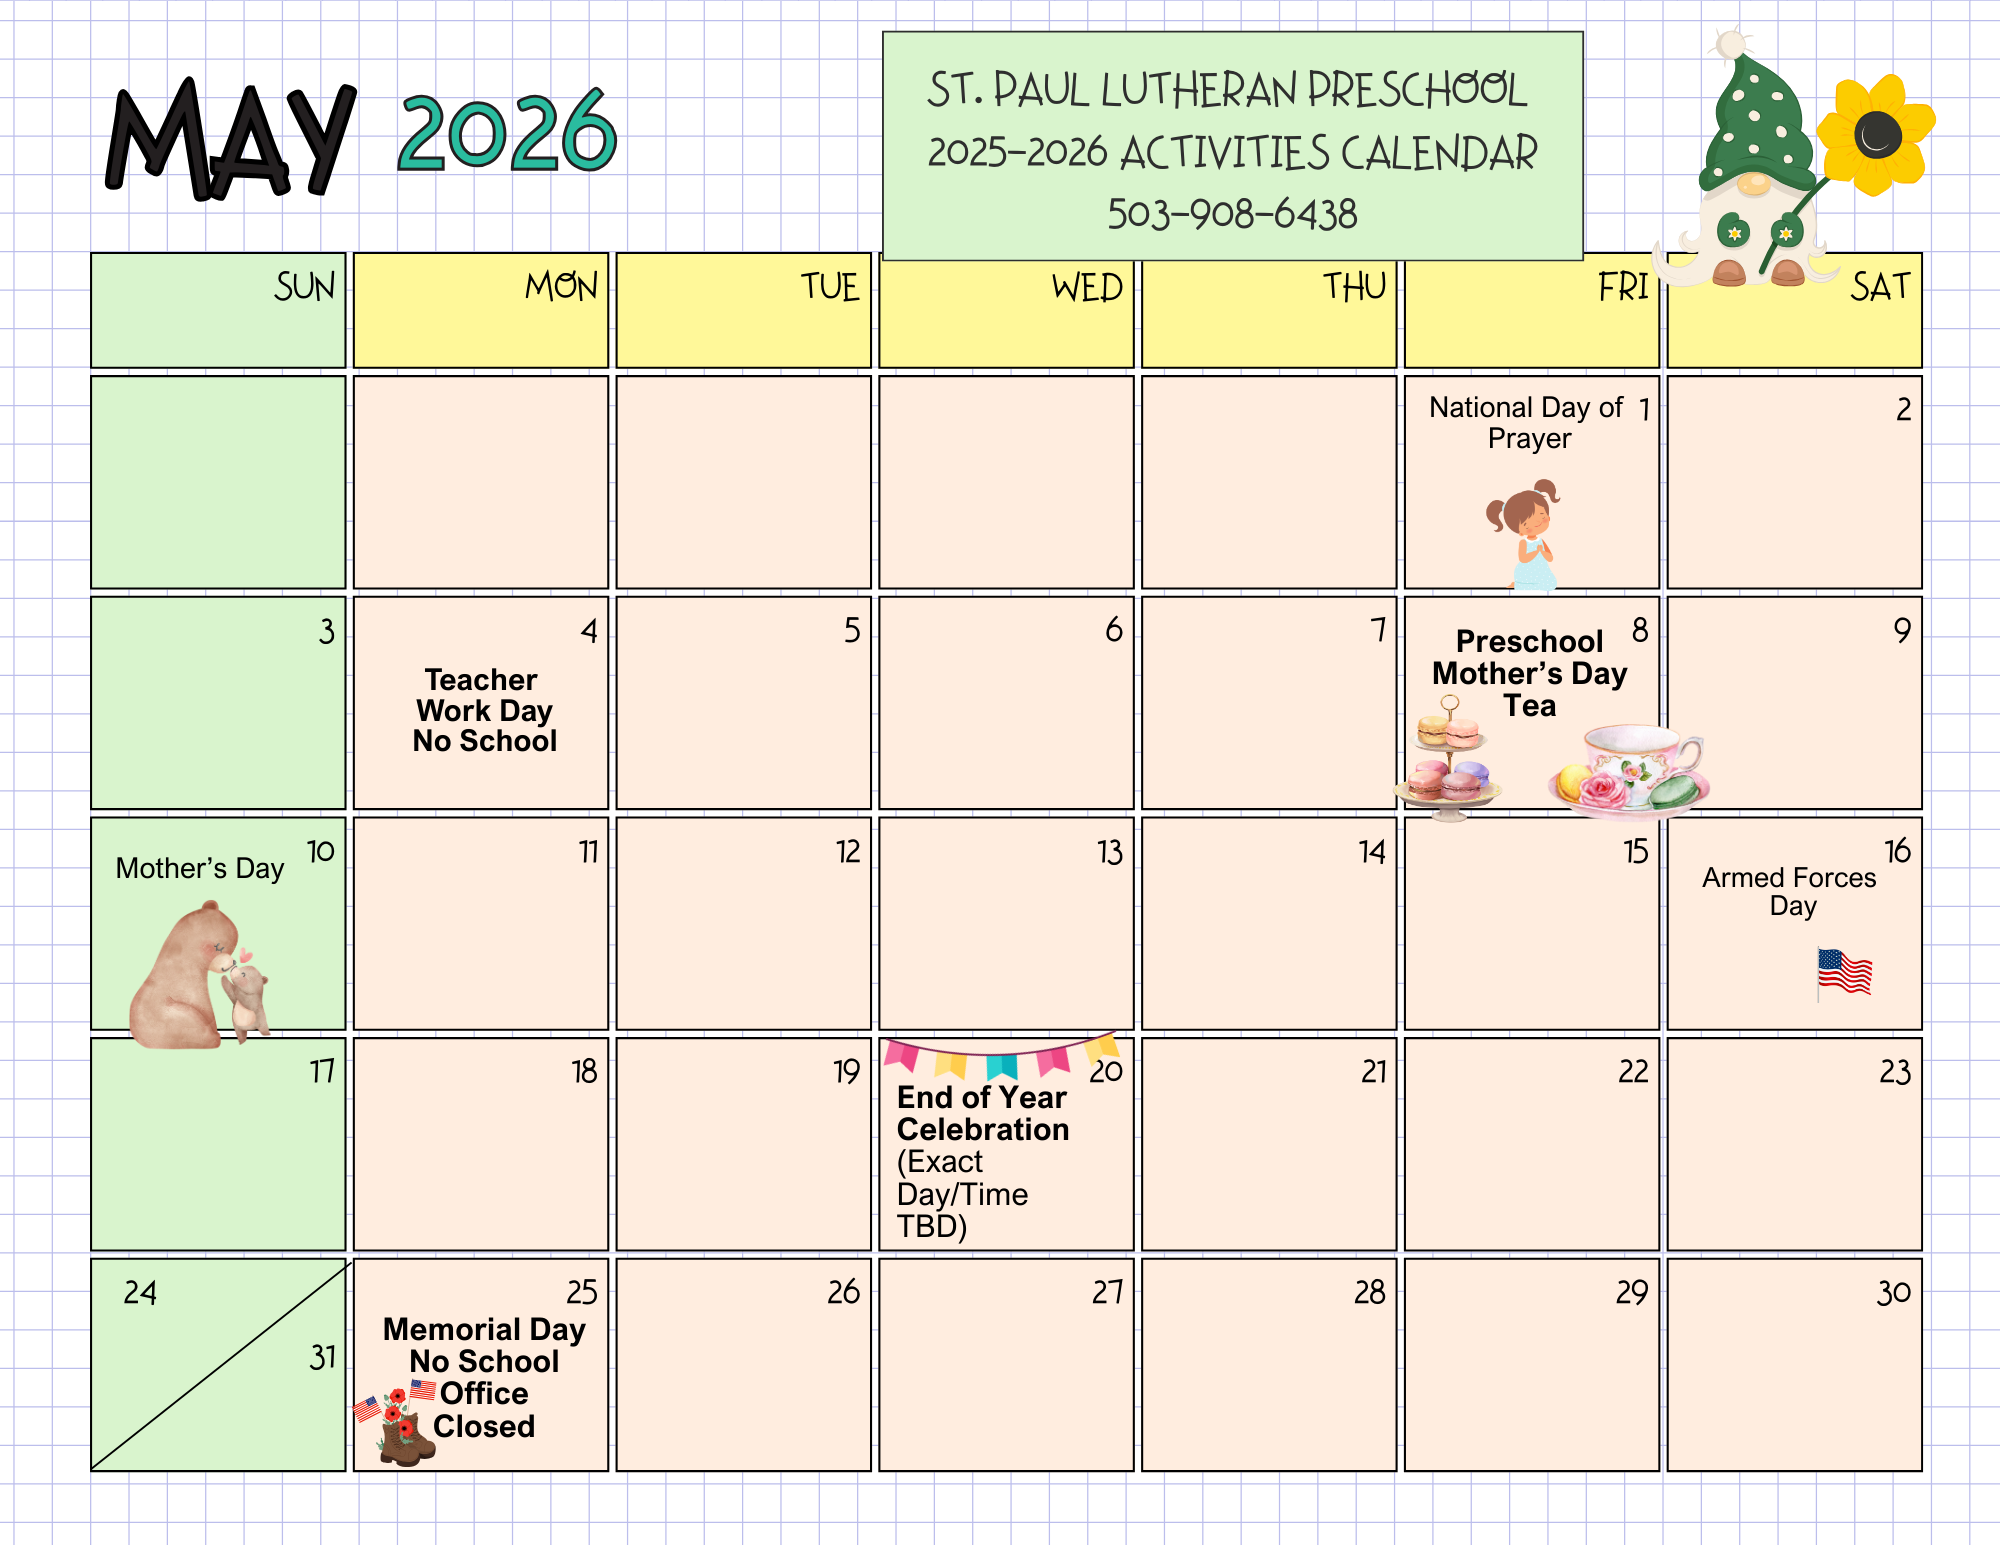 MAY 2026
ST. PAUL LUTHERAN PRESCHOOL
2025-2026 ACTIVITIES CALENDAR
503-908-6438
SUN MON TUE WED THU FRI SAT
National Day of 1 2
Prayer
3 4 5 6 7 8 9
Teacher
Work Day
No School
Preschool
Mother's Day
Tea
10 11 12 13 14 15 16
Mother's Day
Armed Forces
Day
17 18 19 20 21 22 23
End of Year
Celebration
(Exact
Day/Time
TBD)
24 25 26 27 28 29 30
31
Memorial Day
No School
Office
Closed